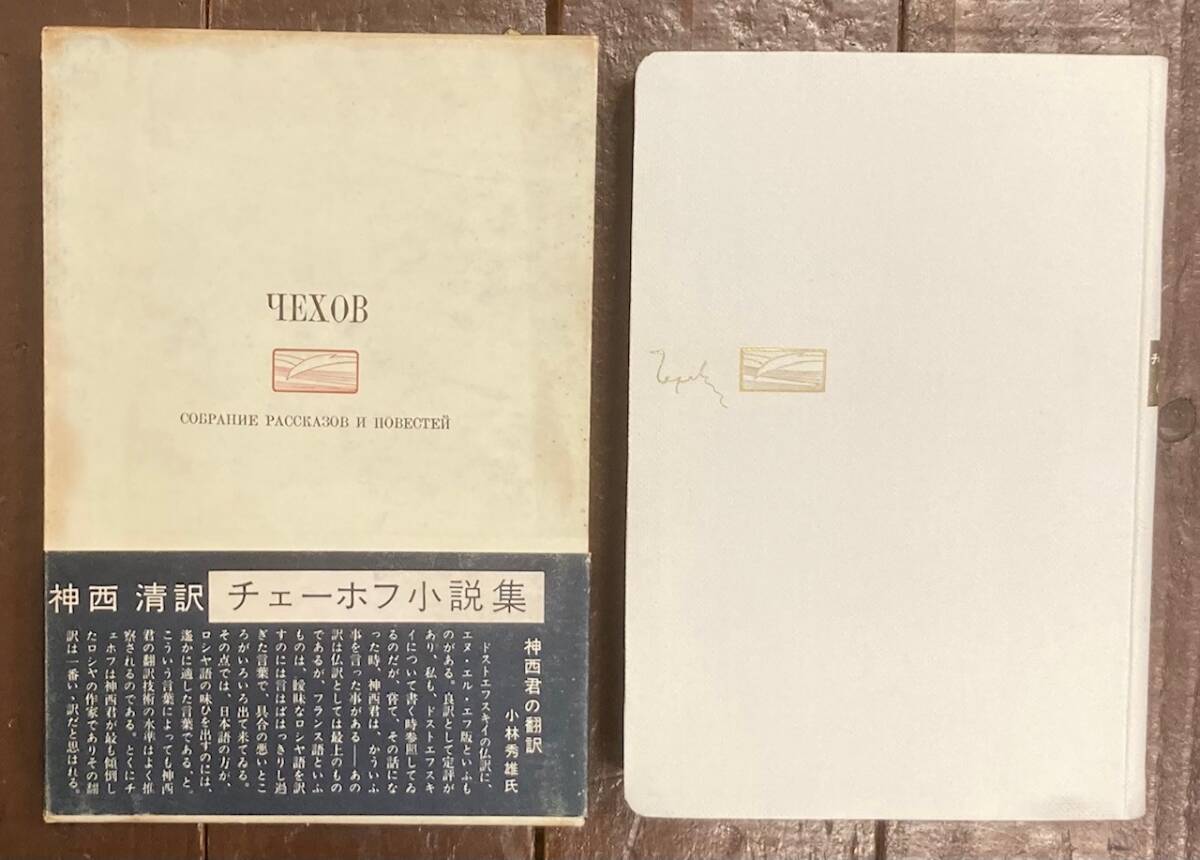 ЧЕХОВ
СОБРАНИЕ РАССКАЗОВ И ПОВЕСТЕЙ
神西 清訳
チェーホフ小説集
神西君の翻訳
小林秀雄氏
ドストエフスキイの仏訳に、
エヌ・エル・エフ版といふも
のがある。良訳として定評が
あり、私も、ドストエフスキ
イについて書く時参照してゐ
るのだが、嘗て、その話にな
った時、神西君は、かういふ
事を言った事がある――あの
訳は仏訳としては最上のもの
であるが、フランス語といふ
ものは、曖昧なロシヤ語を訳
すのには言はばはっきりし過
ぎた言葉で、具合の悪いとこ
ろがいろいろ出て来てゐる。
その点では、日本語の方が、
ロシヤ語の味ひを出すのには、
遙かに適した言葉である、と。
こういう言葉によっても神西
君の翻訳技術の水準はよく推
察されるのである。とくにチ
ェホフは神西君が最も傾倒し
たロシヤの作家でありその翻
訳は一番いゝ訳だと思はれる。